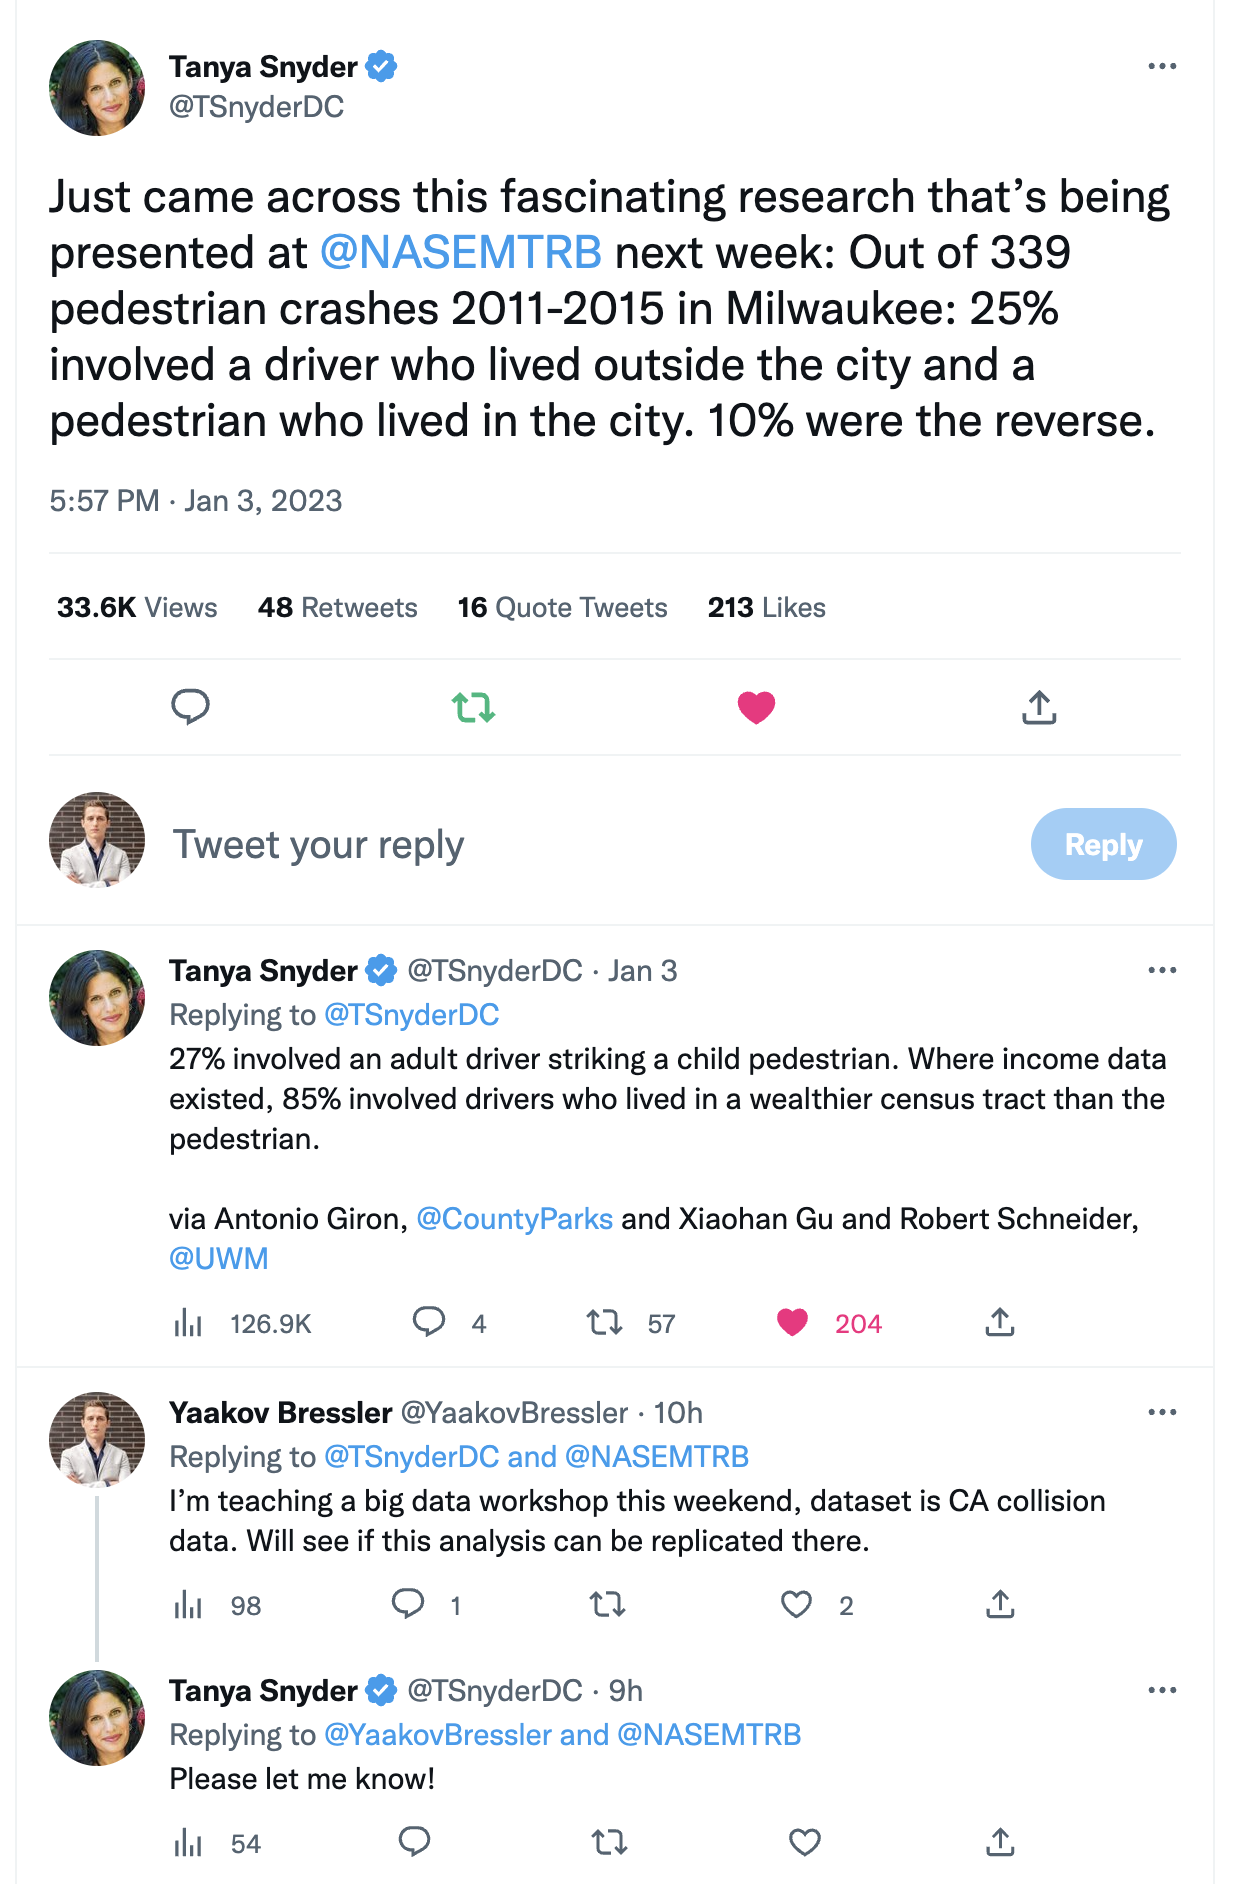 Tanya Snyder
@TSnyderDC
Just came across this fascinating research that’s being
presented at @NASEMTRB next week: Out of 339
pedestrian crashes 2011-2015 in Milwaukee: 25%
involved a driver who lived outside the city and a
pedestrian who lived in the city. 10% were the reverse.
5:57 PM · Jan 3, 2023
33.6K Views 48 Retweets 16 Quote Tweets 213 Likes
Tweet your reply
Reply
Tanya Snyder @TSnyderDC · Jan 3
Replying to @TSnyderDC
27% involved an adult driver striking a child pedestrian. Where income data
existed, 85% involved drivers who lived in a wealthier census tract than the
pedestrian.
via Antonio Giron, @CountyParks and Xiaohan Gu and Robert Schneider,
@UWM
126.9K 4 57 204
Yaakov Bressler @YaakovBressler · 10h
Replying to @TSnyderDC and @NASEMTRB
I’m teaching a big data workshop this weekend, dataset is CA collision
data. Will see if this analysis can be replicated there.
98 1 2
Tanya Snyder @TSnyderDC · 9h
Replying to @YaakovBressler and @NASEMTRB
Please let me know!
54